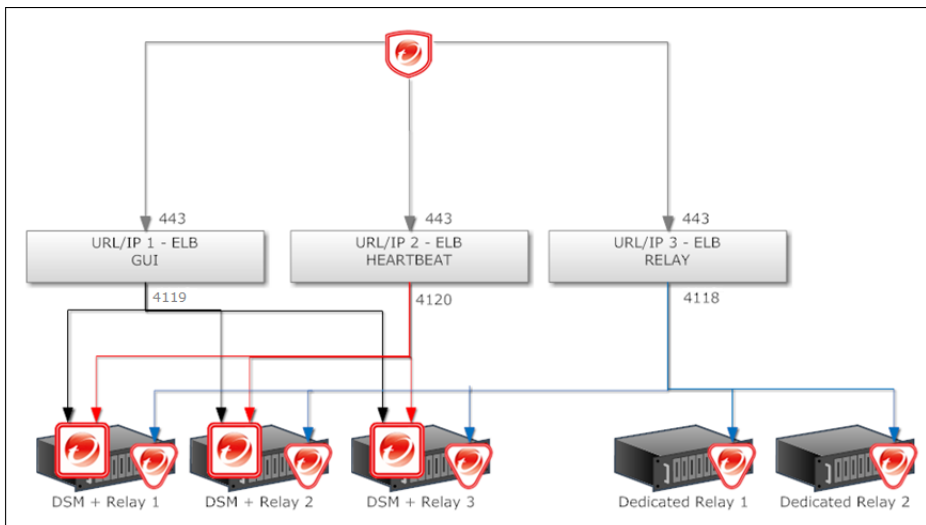 443
443
443
URL/IP 1 - ELB
GUI
URL/IP 2 - ELB
HEARTBEAT
URL/IP 3 - ELB
RELAY
4119
4120
4118
DSM + Relay 1
DSM + Relay 2
DSM + Relay 3
Dedicated Relay 1
Dedicated Relay 2